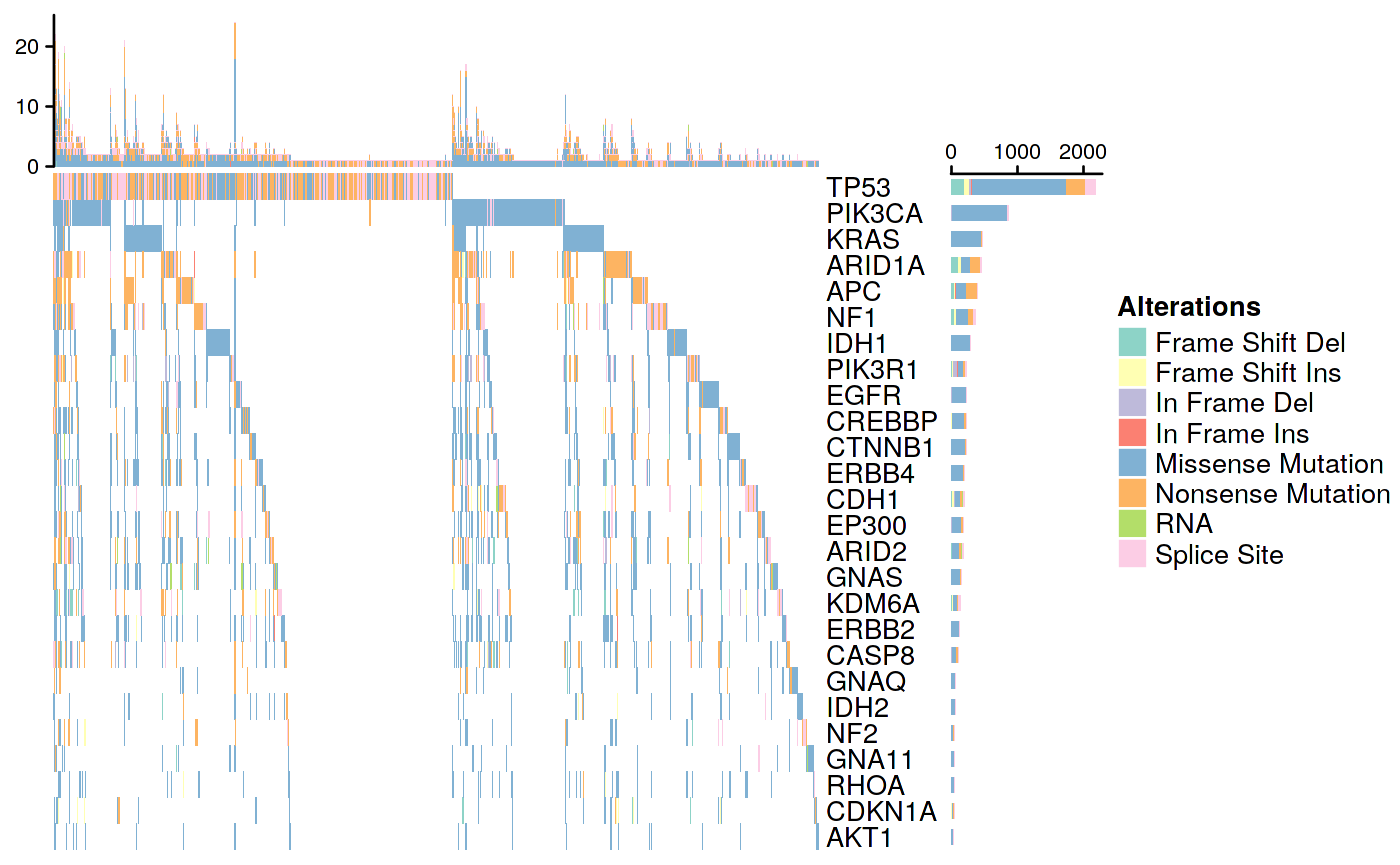 20
10
0
0 1000 2000
TP53
PIK3CA
KRAS
ARID1A
APC
NF1
IDH1
PIK3R1
EGFR
CREBBP
CTNNB1
ERBB4
CDH1
EP300
ARID2
GNAS
KDM6A
ERBB2
CASP8
GNAQ
IDH2
NF2
GNA11
RHOA
CDKN1A
AKT1
Alterations
Frame Shift Del
Frame Shift Ins
In Frame Del
In Frame Ins
Missense Mutation
Nonsense Mutation
RNA
Splice Site